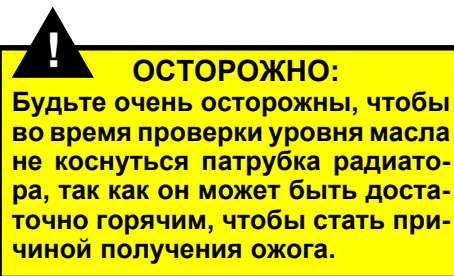 !
ОСТОРОЖНО:
Будьте очень осторожны, чтобы
во время проверки уровня масла
не коснуться патрубка радиато-
ра, так как он может быть доста-
точно горячим, чтобы стать при-
чиной получения ожога.